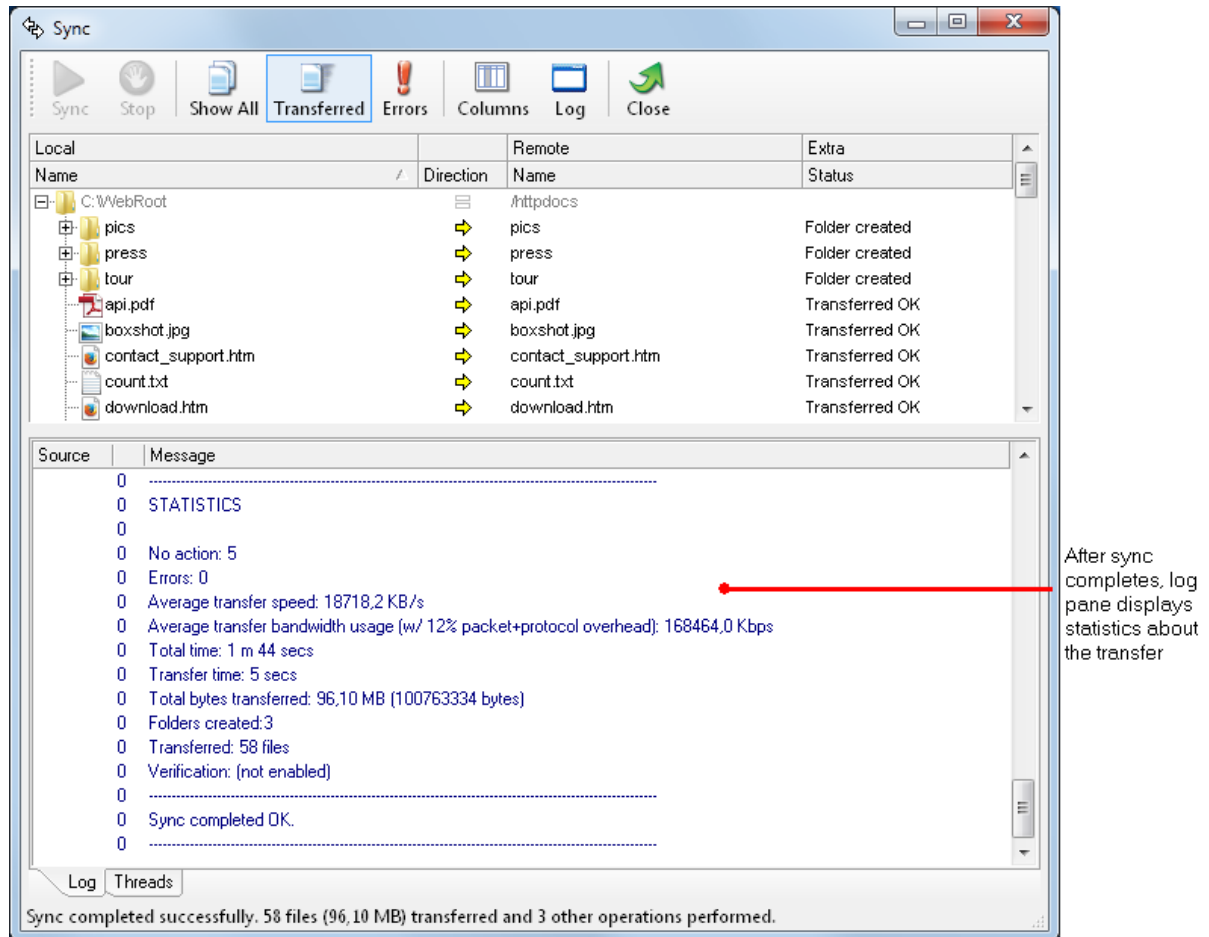 Sync
Sync Stop Show All Transferred Errors Columns Log Close
Local Remote Extra
Name Direction Name Status
C:\WebRoot /httpdocs
pics pics Folder created
press press Folder created
tour tour Folder created
api.pdf api.pdf Transferred OK
boxshot.jpg boxshot.jpg Transferred OK
contact_support.htm contact_support.htm Transferred OK
count.txt count.txt Transferred OK
download.htm download.htm Transferred OK
Source Message
0 ----------------------------------------------------------------------------------------------------------------
0 STATISTICS
0
0 No action: 5
0 Errors: 0
0 Average transfer speed: 18718,2 KB/s
0 Average transfer bandwidth usage (w/ 12% packet+protocol overhead): 168464,0 Kbps
0 Total time: 1 m 44 secs
0 Transfer time: 5 secs
0 Total bytes transferred: 96,10 MB (100763334 bytes)
0 Folders created:3
0 Transferred: 58 files
0 Verification: (not enabled)
0 ----------------------------------------------------------------------------------------------------------------
0 Sync completed OK.
0 ----------------------------------------------------------------------------------------------------------------
Log Threads
Sync completed successfully. 58 files (96,10 MB) transferred and 3 other operations performed.
After sync
completes, log
pane displays
statistics about
the transfer